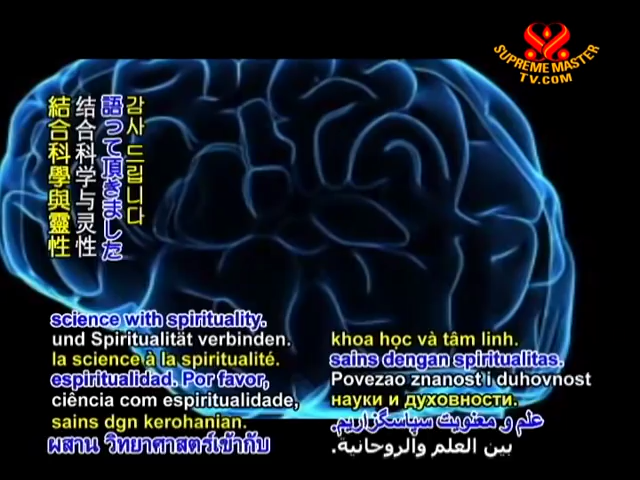 SUPREME MASTER
TV.COM
감사 드립니다
語って頂きました
结合科学与灵性
結合科學與靈性
science with spirituality.
und Spiritualität verbinden.
la science à la spiritualité.
espiritualidad. Por favor,
ciência com espiritualidade,
sains dgn kerohanian.
ผสาน วิทยาศาสตร์เข้ากับ
khoa học và tâm linh.
sains dengan spiritualitas.
Povezao znanost i duhovnost
науки и духовности.
علم و معنویت سپاسگزاریم.
بين العلم والروحانية.